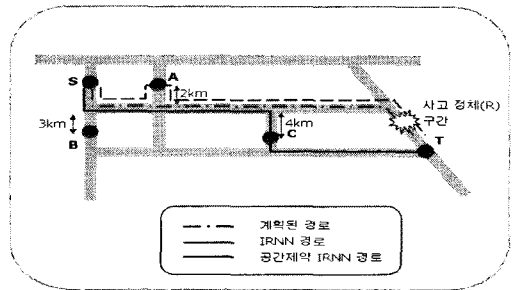 S
A
2km
사고 정체(R)
구간
3km
4km
B
C
T
계획된 경로
IRNN 경로
공간제약 IRNN 경로